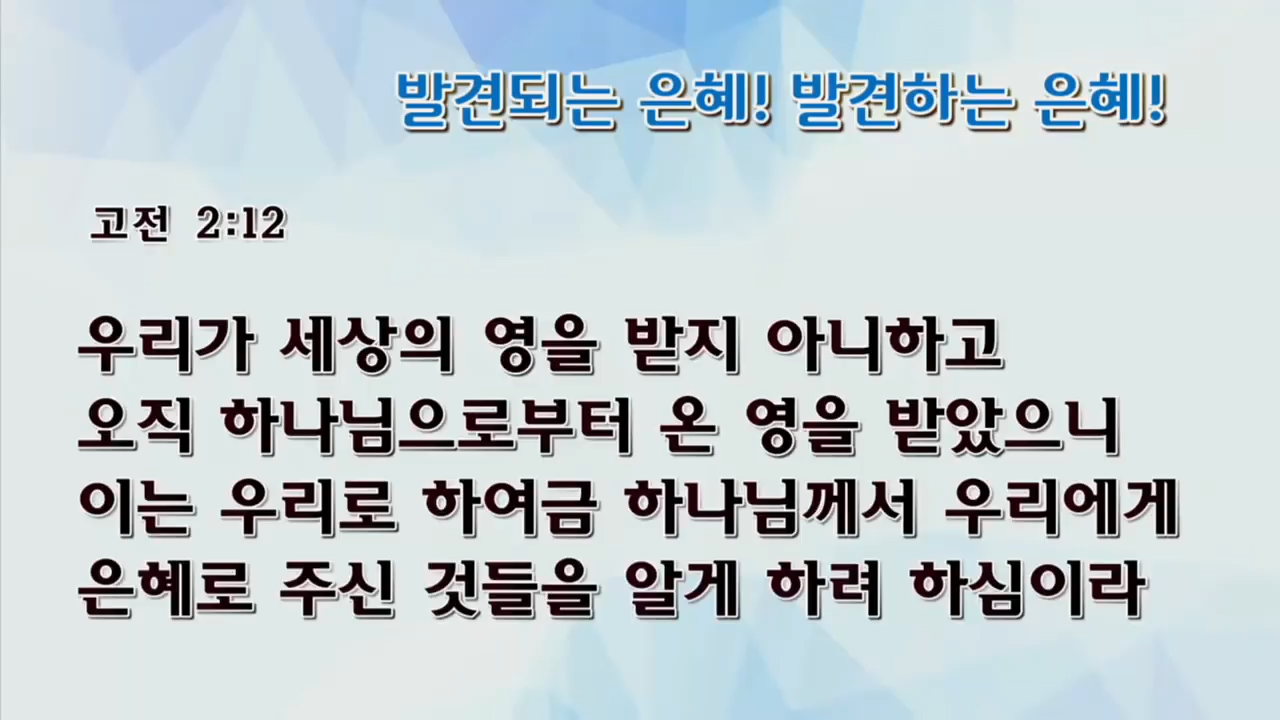 발견되는 은혜! 발견하는 은혜!
고전 2:12
우리가 세상의 영을 받지 아니하고
오직 하나님으로부터 온 영을 받았으니
이는 우리로 하여금 하나님께서 우리에게
은혜로 주신 것들을 알게 하려 하심이라